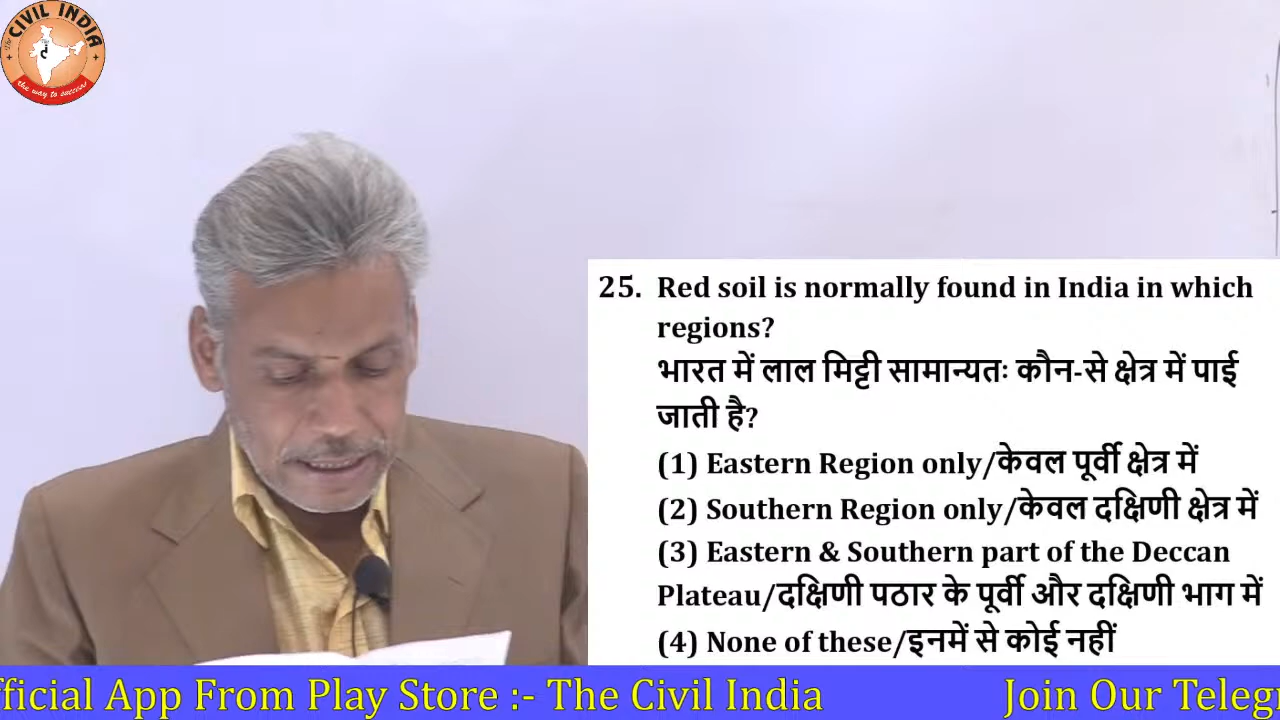 The CIVIL INDIA
the way to success
25. Red soil is normally found in India in which
regions?
भारत में लाल मिट्टी सामान्यतः कौन-से क्षेत्र में पाई
जाती है?
(1) Eastern Region only/केवल पूर्वी क्षेत्र में
(2) Southern Region only/केवल दक्षिणी क्षेत्र में
(3) Eastern & Southern part of the Deccan
Plateau/दक्षिणी पठार के पूर्वी और दक्षिणी भाग में
(4) None of these/इनमें से कोई नहीं
fficial App From Play Store :- The Civil India Join Our Telegr